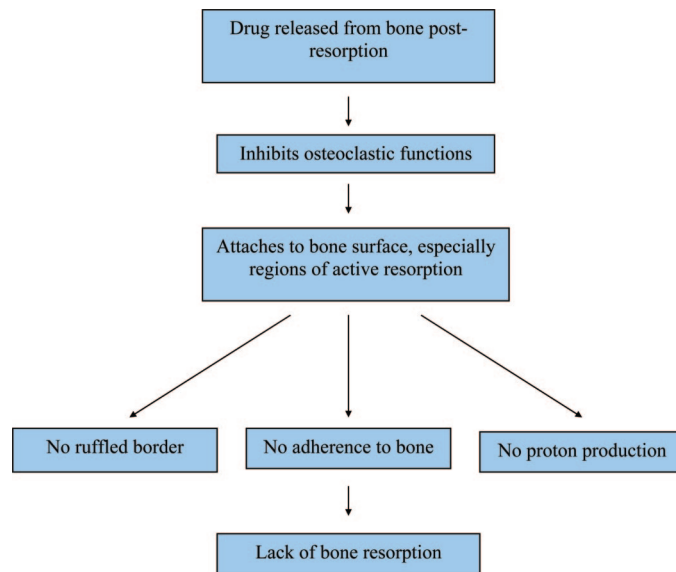 Drug released from bone post-
resorption
Inhibits osteoclastic functions
Attaches to bone surface, especially
regions of active resorption
No ruffled border
No adherence to bone
No proton production
Lack of bone resorption